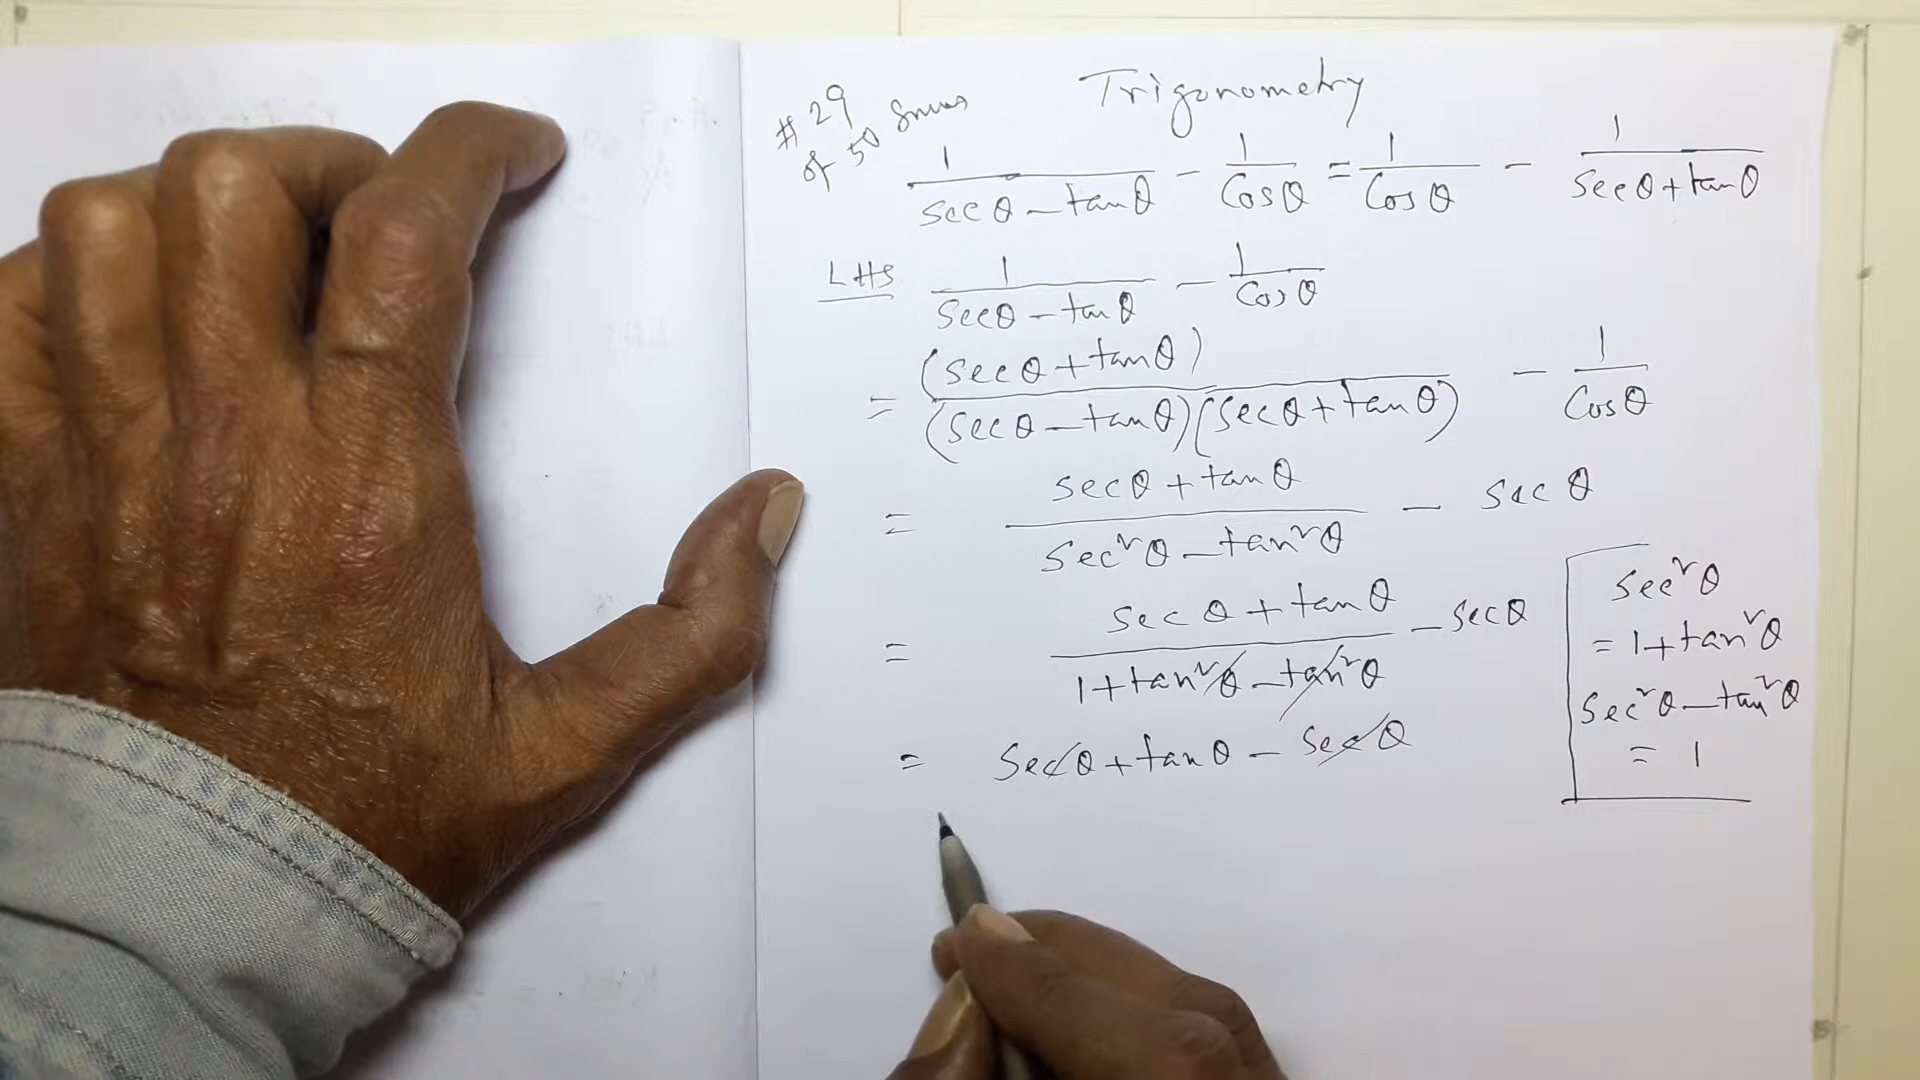 Trigonometry
#29 of 50 Sums
1/(secθ - tanθ) - 1/Cosθ = 1/Cosθ - 1/(secθ + tanθ)
LHS 1/(secθ - tanθ) - 1/Cosθ
= (secθ + tanθ)/(secθ - tanθ)(secθ + tanθ) - 1/Cosθ
= (secθ + tanθ)/(sec²θ - tan²θ) - secθ
= (secθ + tanθ)/(1 + tan²θ - tan²θ) - secθ
= secθ + tanθ - secθ
sec²θ
= 1 + tan²θ
sec²θ - tan²θ
= 1